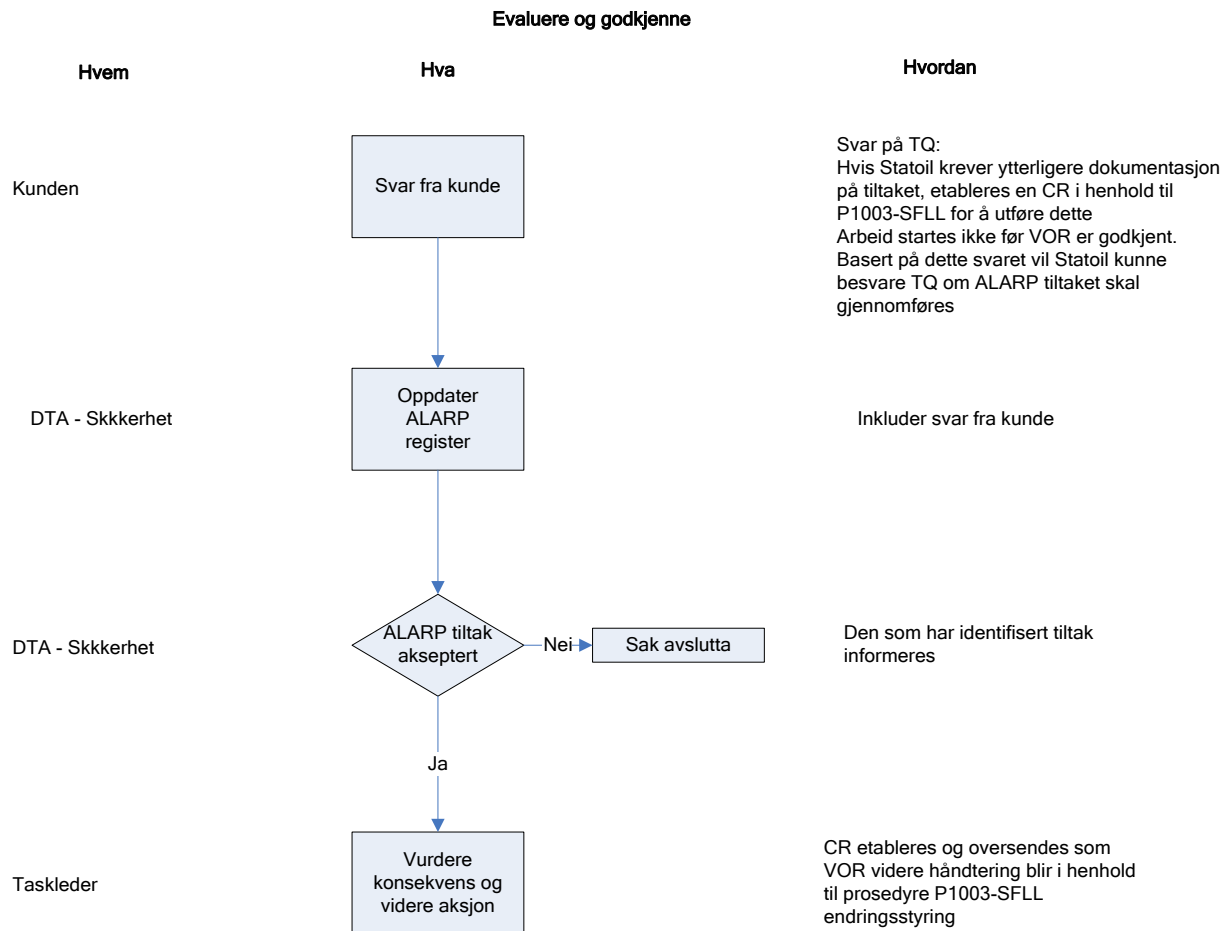 Evaluere og godkjenne
Hvem
Hva
Hvordan
Kunden
Svar fra kunde
Svar på TQ:
Hvis Statoil krever ytterligere dokumentasjon
på tiltaket, etableres en CR i henhold til
P1003-SFLL for å utføre dette
Arbeid startes ikke før VOR er godkjent.
Basert på dette svaret vil Statoil kunne
besvare TQ om ALARP tiltaket skal
gjennomføres
DTA - Skkkerhet
Oppdater
ALARP
register
Inkluder svar fra kunde
DTA - Skkkerhet
ALARP tiltak
akseptert
Nei
Sak avslutta
Den som har identifisert tiltak
informeres
Ja
Taskleder
Vurdere
konsekvens og
videre aksjon
CR etableres og oversendes som
VOR videre håndtering blir i henhold
til prosedyre P1003-SFLL
endringsstyring